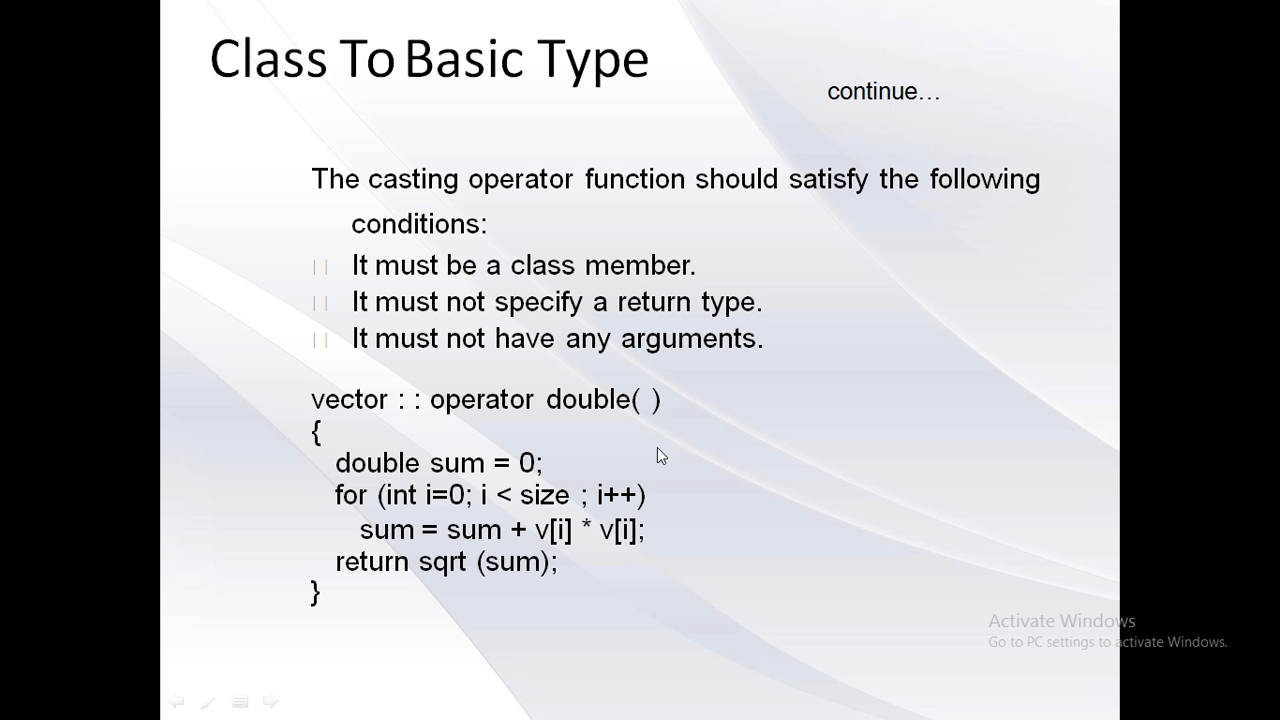 Class To Basic Type
continue…
The casting operator function should satisfy the following
conditions:
It must be a class member.
It must not specify a return type.
It must not have any arguments.
vector : : operator double( )
{
double sum = 0;
for (int i=0; i < size ; i++)
sum = sum + v[i] * v[i];
return sqrt (sum);
}
Activate Windows
Go to PC settings to activate Windows.